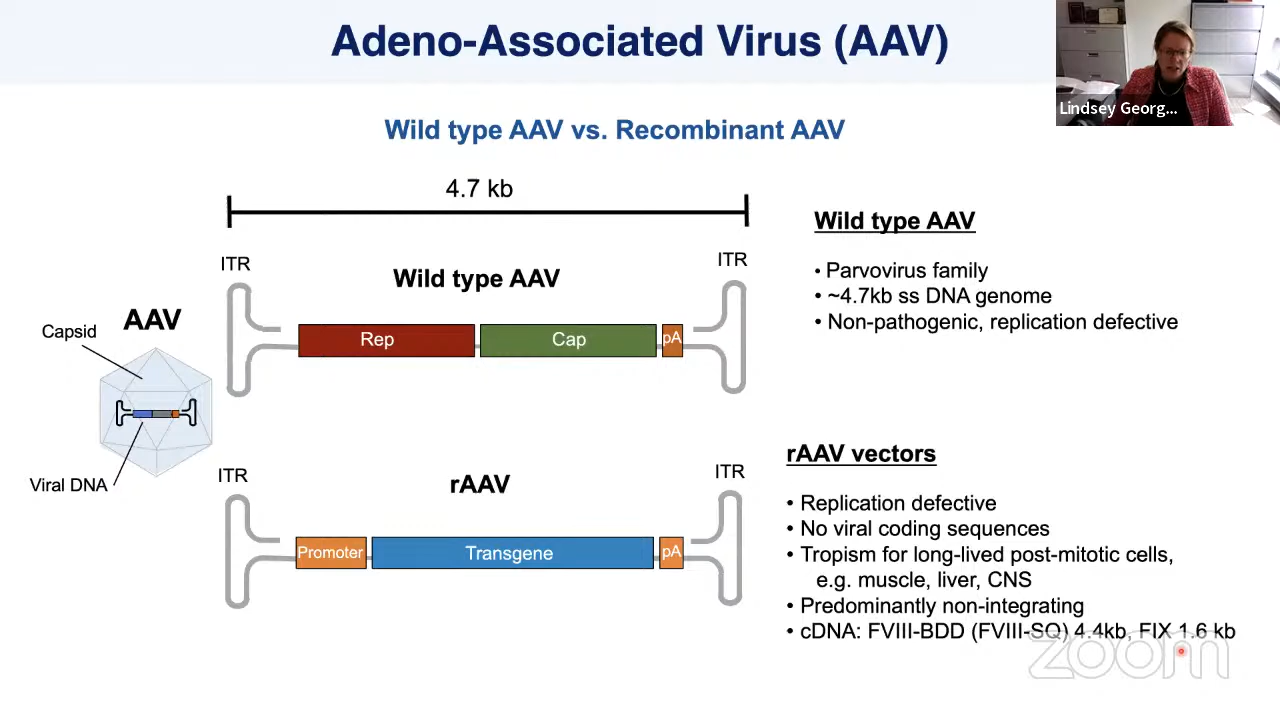 Adeno-Associated Virus (AAV)
Lindsey Georg...
Wild type AAV vs. Recombinant AAV
4.7 kb
ITR
Wild type AAV
ITR
Rep
Cap
pA
AAV
Capsid
Viral DNA
ITR
rAAV
ITR
Promoter
Transgene
pA
Wild type AAV
• Parvovirus family
• ~4.7kb ss DNA genome
• Non-pathogenic, replication defective
rAAV vectors
• Replication defective
• No viral coding sequences
• Tropism for long-lived post-mitotic cells,
e.g. muscle, liver, CNS
• Predominantly non-integrating
• cDNA: FVIII-BDD (FVIII-SQ) 4.4kb, FIX 1.6 kb
zoom